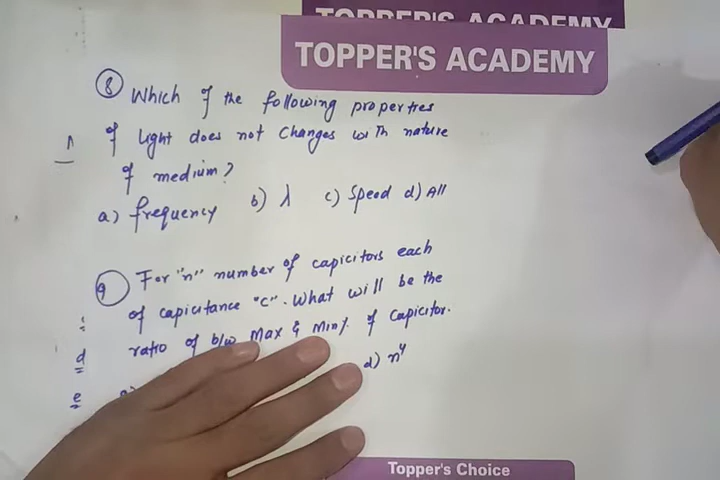 TOPPER'S ACADEMY
TOPPER'S ACADEMY
8 Which of the following properties
of light does not changes with nature
of medium?
a) frequency b) λ c) Speed d) All
9 For "n" number of capicitors each
of capicitance "c". What will be the
ratio of b/w Max & Min of capicitor.
d) n⁴
d
e
Topper's Choice